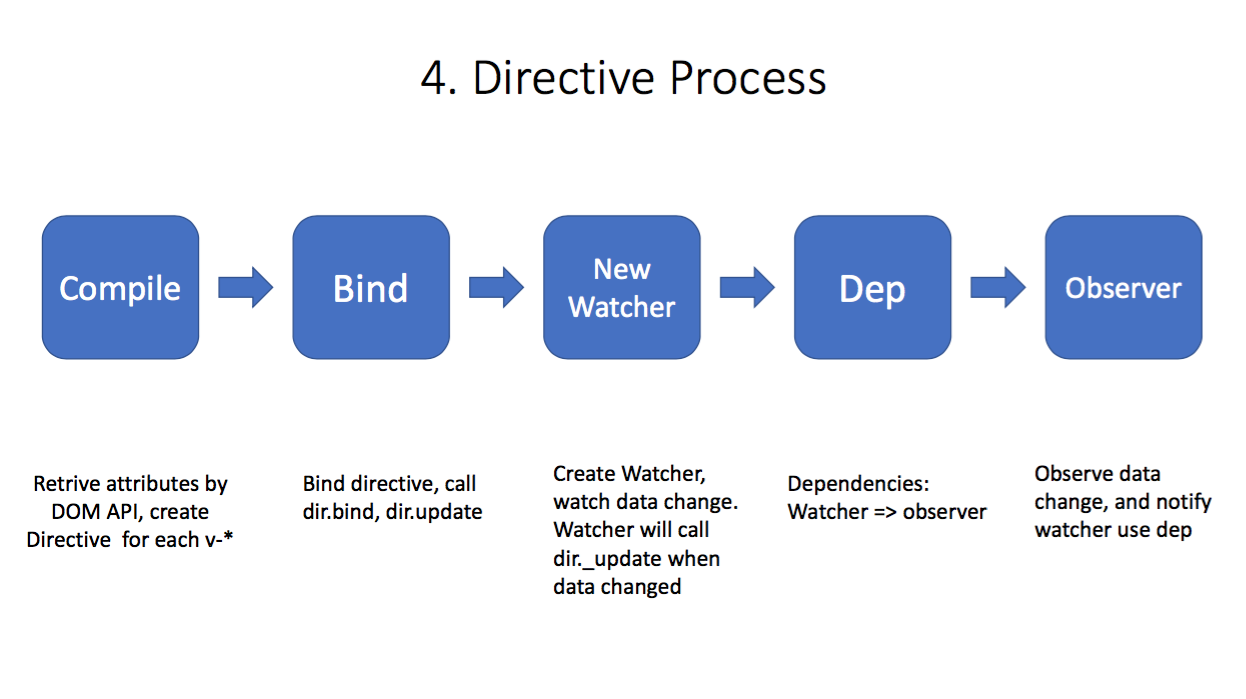 4. Directive Process
Compile
Bind
New
Watcher
Dep
Observer
Retrive attributes by
DOM API, create
Directive  for each v-*
Bind directive, call
dir.bind, dir.update
Create Watcher,
watch data change.
Watcher will call
dir._update when
data changed
Dependencies:
Watcher => observer
Observe data
change, and notify
watcher use dep